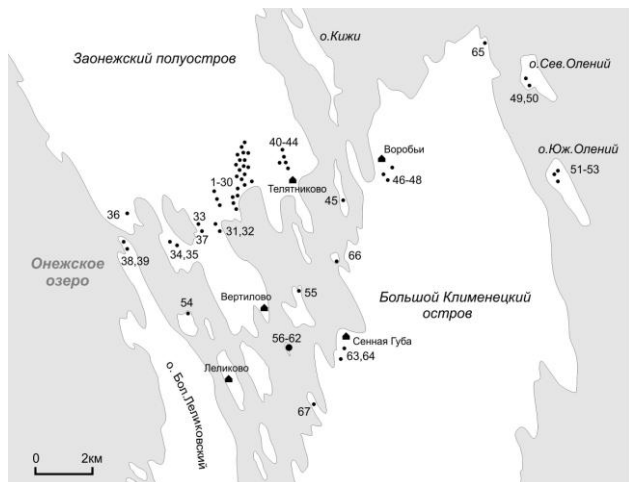 о.Кижи
Заонежский полуостров
65
о.Сев.Олений
49,50
40-44
Воробьи
о.Юж.Олений
51-53
1-30
Телятниково
46-48
45
36
33
37
31,32
34,35
38,39
Онежское
озеро
66
54
Вертилово
55
Большой Клименецкий
остров
56-62
Сенная Губа
63,64
Леликово
о. Бол.Леликовский
67
0 2км